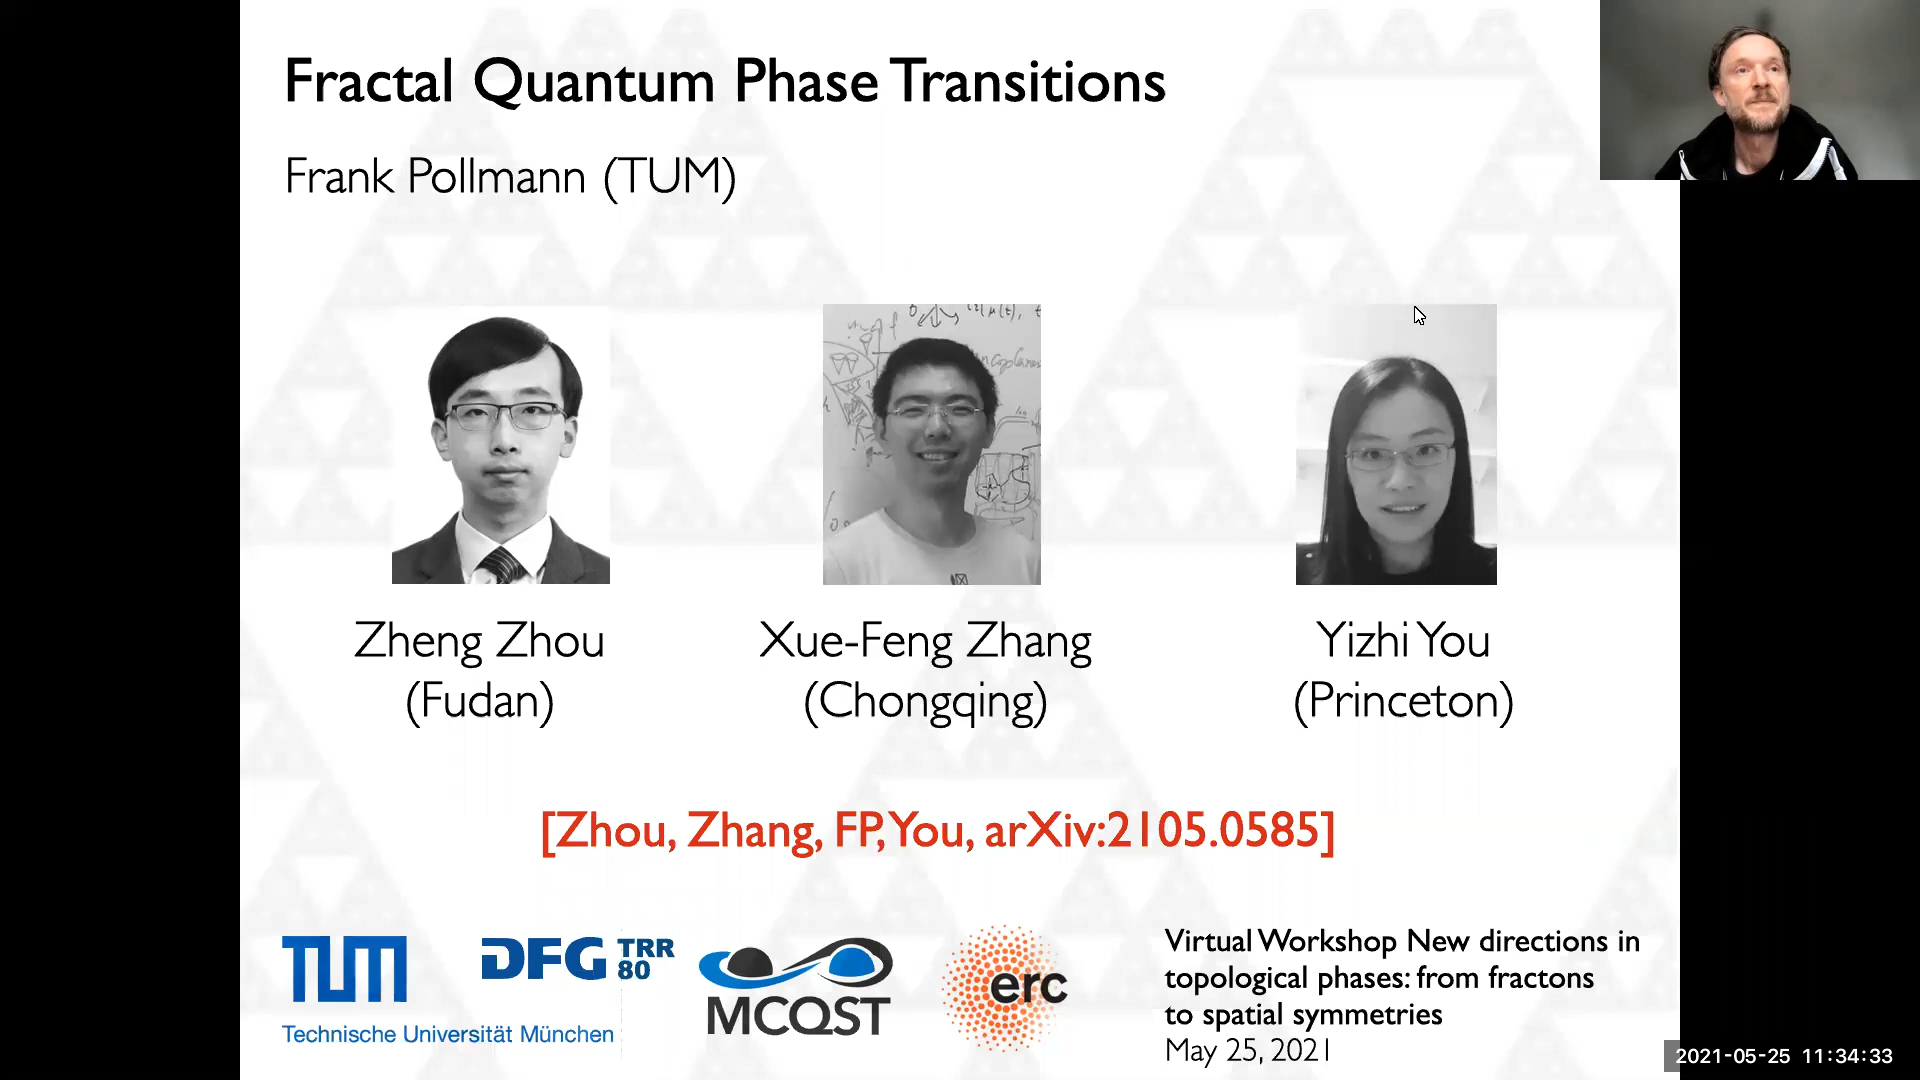 Fractal Quantum Phase Transitions
Frank Pollmann (TUM)
Zheng Zhou
(Fudan)
Xue-Feng Zhang
(Chongqing)
Yizhi You
(Princeton)
[Zhou, Zhang, FP, You, arXiv:2105.0585]
TUM
Technische Universität München
DFG TRR
80
MCQST
erc
Virtual Workshop New directions in
topological phases: from fractons
to spatial symmetries
May 25, 2021
2021-05-25 11:34:33